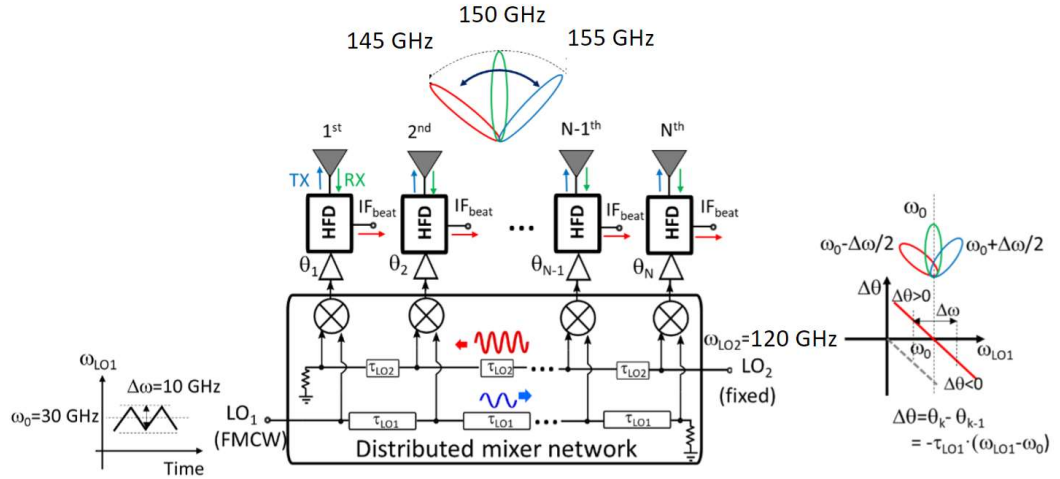 150 GHz
145 GHz
155 GHz
1st
2nd
N-1th
Nth
TX
RX
HFD
IFbeat
HFD
IFbeat
...
HFD
IFbeat
HFD
IFbeat
θ1
θ2
θN-1
θN
ω0
ω0-Δω/2
ω0+Δω/2
Δθ
Δθ>0
Δω
ω0
ωLO1
Δθ<0
Δθ=θk- θk-1
= -τLO1·(ωLO1-ω0)
ωLO2=120 GHz
τLO2
τLO2
...
τLO2
LO2
(fixed)
ωLO1
Δω=10 GHz
ω0=30 GHz
Time
LO1
(FMCW)
τLO1
τLO1
...
τLO1
Distributed mixer network